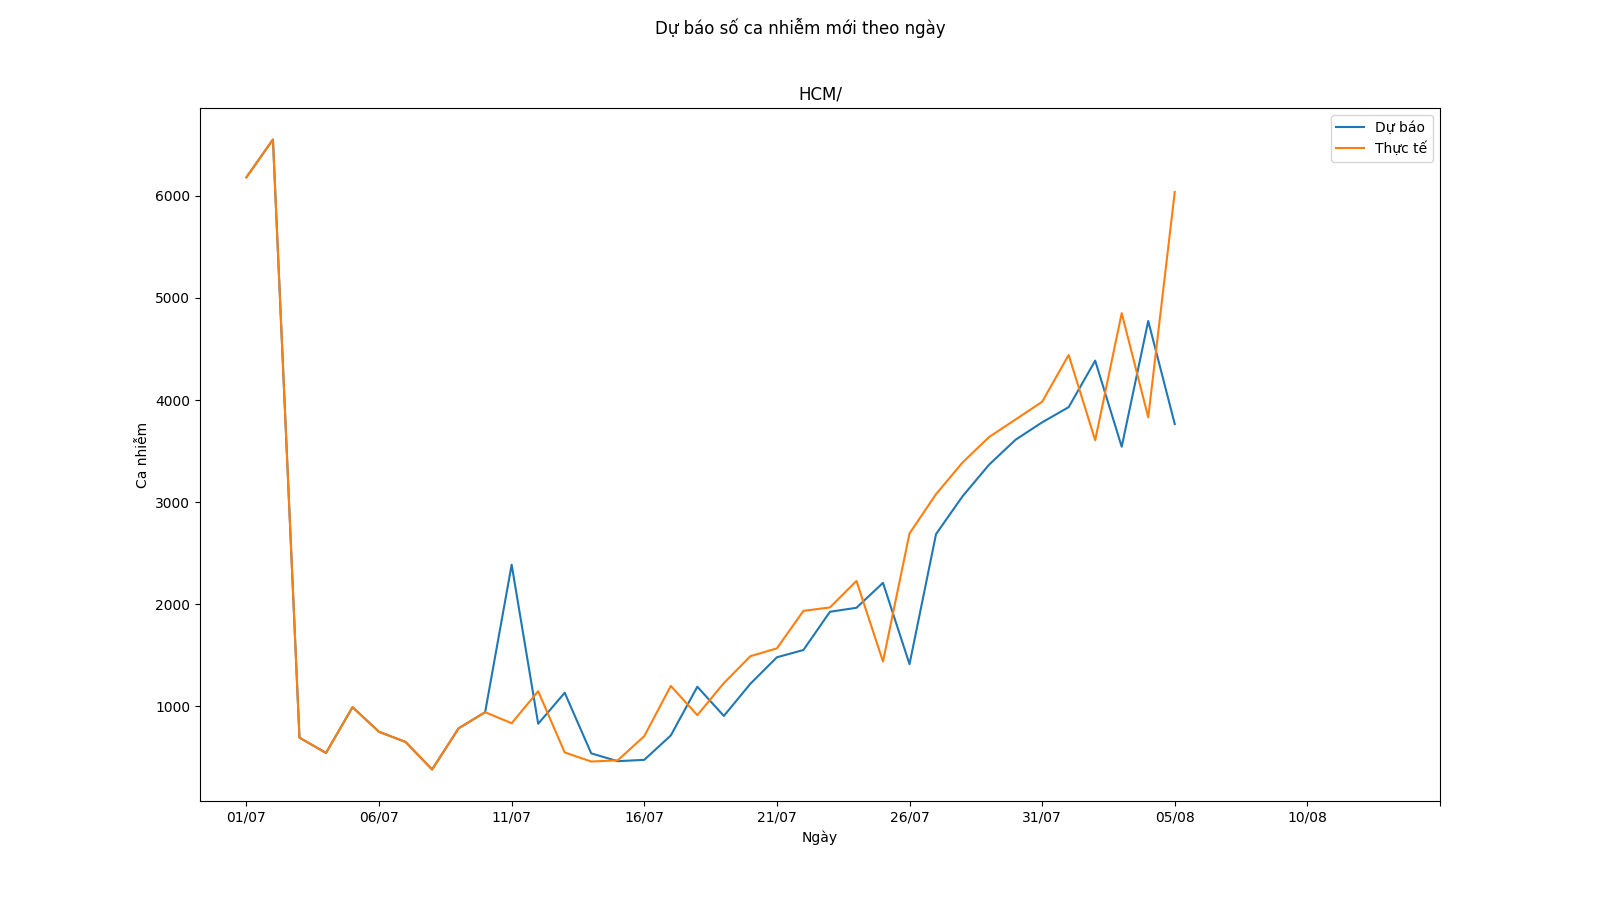 Dự báo số ca nhiễm mới theo ngày
HCM/
Dự báo
Thực tế
6000
5000
4000
3000
2000
1000
Ca nhiễm
01/07 06/07 11/07 16/07 21/07 26/07 31/07 05/08 10/08
Ngày